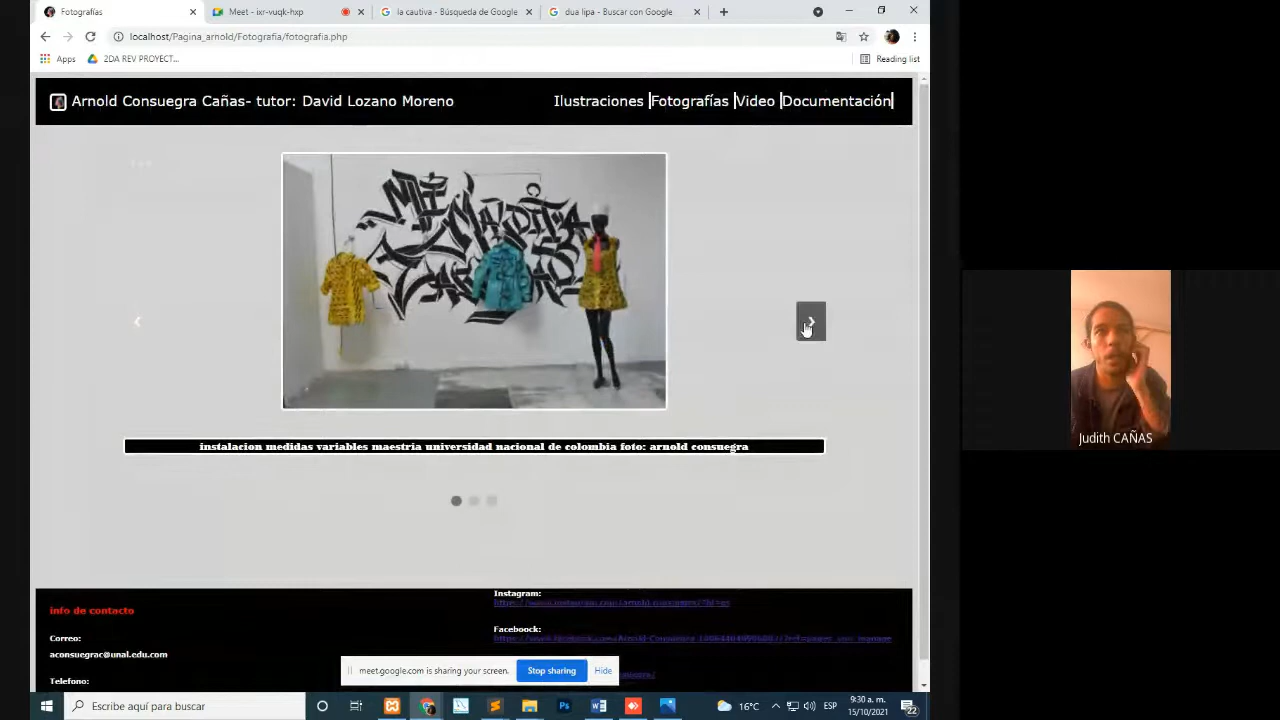 Fotografías
Meet - ixr-vuqk-hxp
la cautiva - Búsqueda de Google
dua lipa - Buscar con Google
localhost/Pagina_arnold/Fotografia/fotografia.php
Apps
2DA REV PROYECT...
Reading list
Arnold Consuegra Cañas- tutor: David Lozano Moreno
Ilustraciones Fotografías Video Documentación
MI
instalacion medidas variables maestria universidad nacional de colombia foto: arnold consuegra
Judith CAÑAS
info de contacto
Correo:
aconsuegrac@unal.edu.com
Telefono:
Instagram:
Faceboock:
meet.google.com is sharing your screen.
Stop sharing
Hide
Escribe aquí para buscar
16°C
ESP
9:30 a. m.
15/10/2021
22